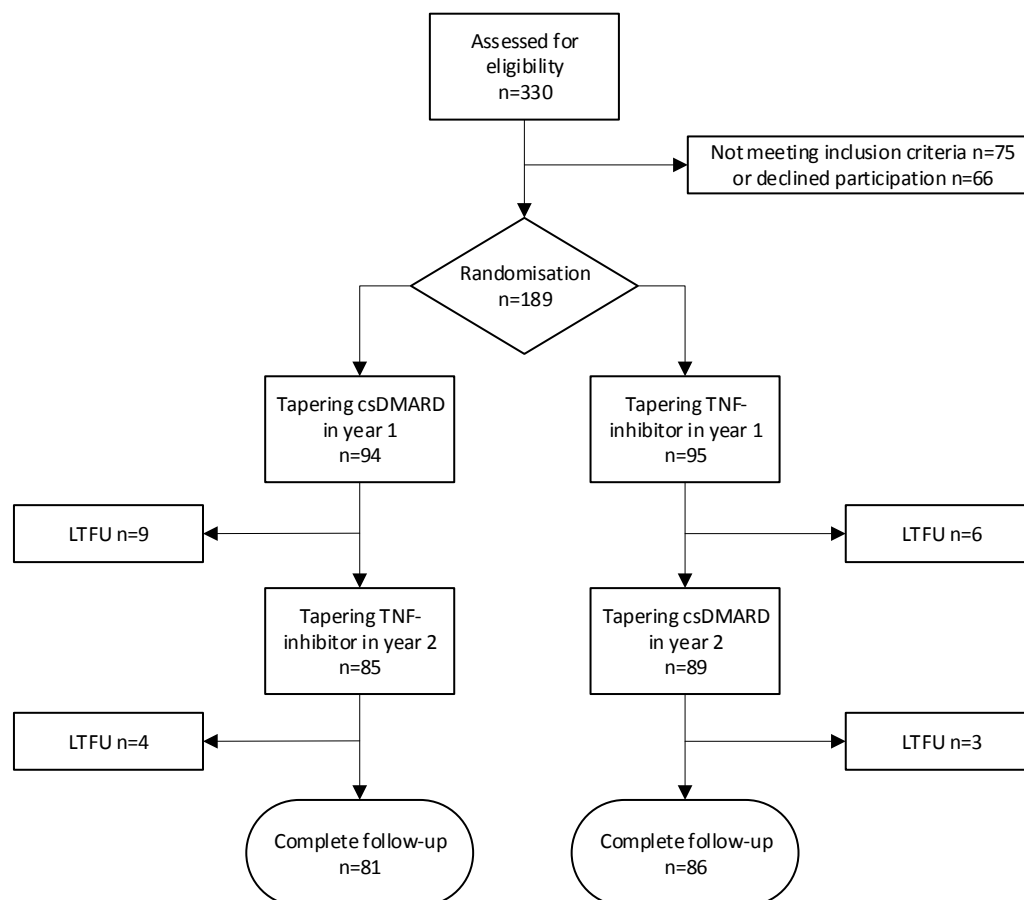 Assessed for
eligibility
n=330
Not meeting inclusion criteria n=75
or declined participation n=66
Randomisation
n=189
Tapering csDMARD
in year 1
n=94
Tapering TNF-
inhibitor in year 1
n=95
LTFU n=9
LTFU n=6
Tapering TNF-
inhibitor in year 2
n=85
Tapering csDMARD
in year 2
n=89
LTFU n=4
LTFU n=3
Complete follow-up
n=81
Complete follow-up
n=86